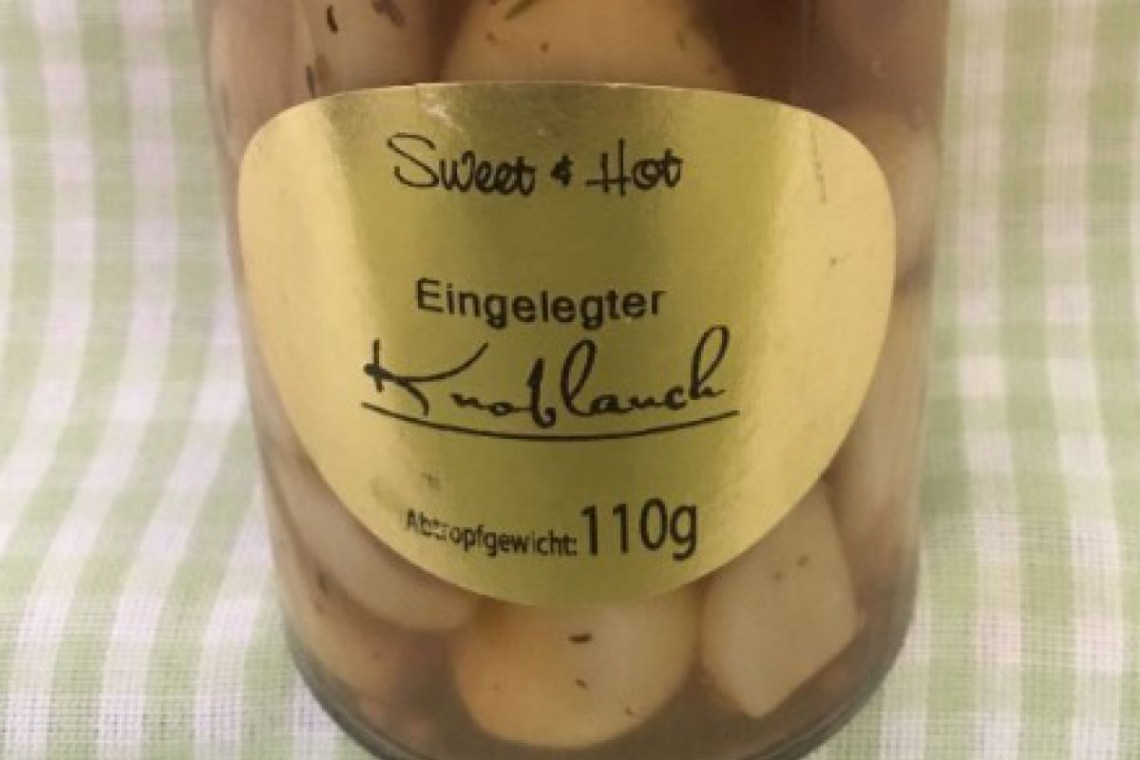 Sweet & Hot
Eingelegter
Knoblauch
Abtropfgewicht: 110g